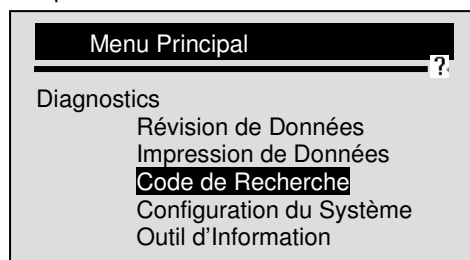 Menu Principal
?
Diagnostics
Révision de Données
Impression de Données
Code de Recherche
Configuration du Système
Outil d'Information